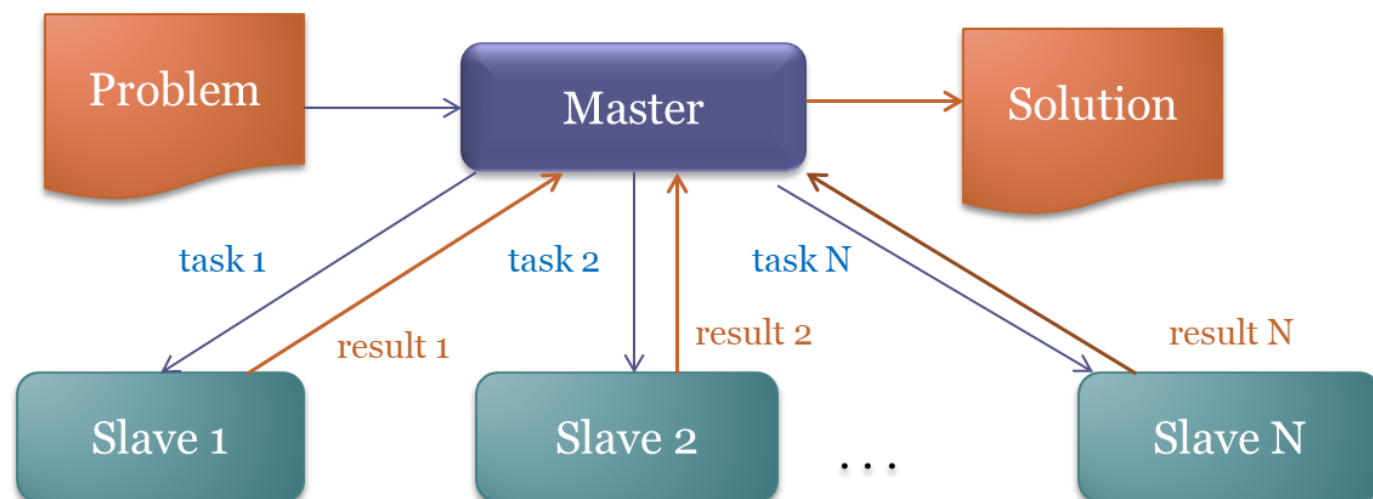 Problem
Master
Solution
task 1
task 2
task N
result 1
result 2
result N
Slave 1
Slave 2
...
Slave N